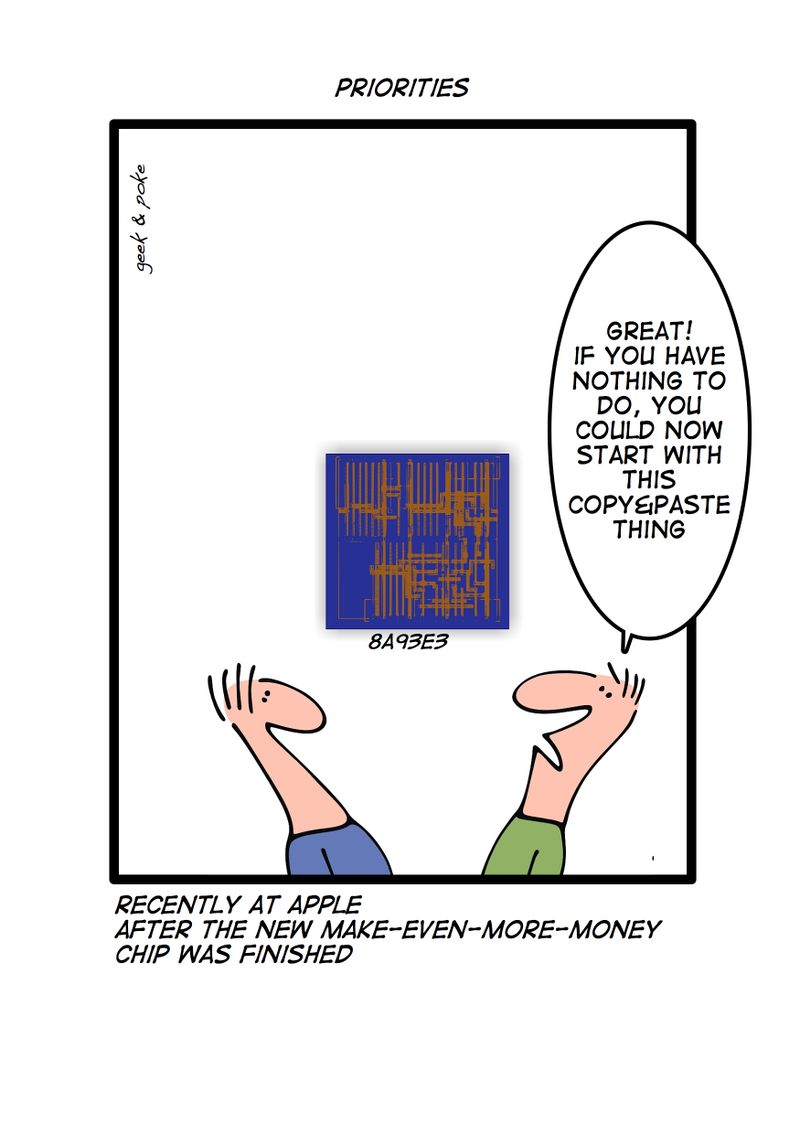 PRIORITIES
geek & poke
GREAT!
IF YOU HAVE
NOTHING TO
DO, YOU
COULD NOW
START WITH
THIS
COPY&PASTE
THING
8A93E3
RECENTLY AT APPLE
AFTER THE NEW MAKE-EVEN-MORE-MONEY
CHIP WAS FINISHED